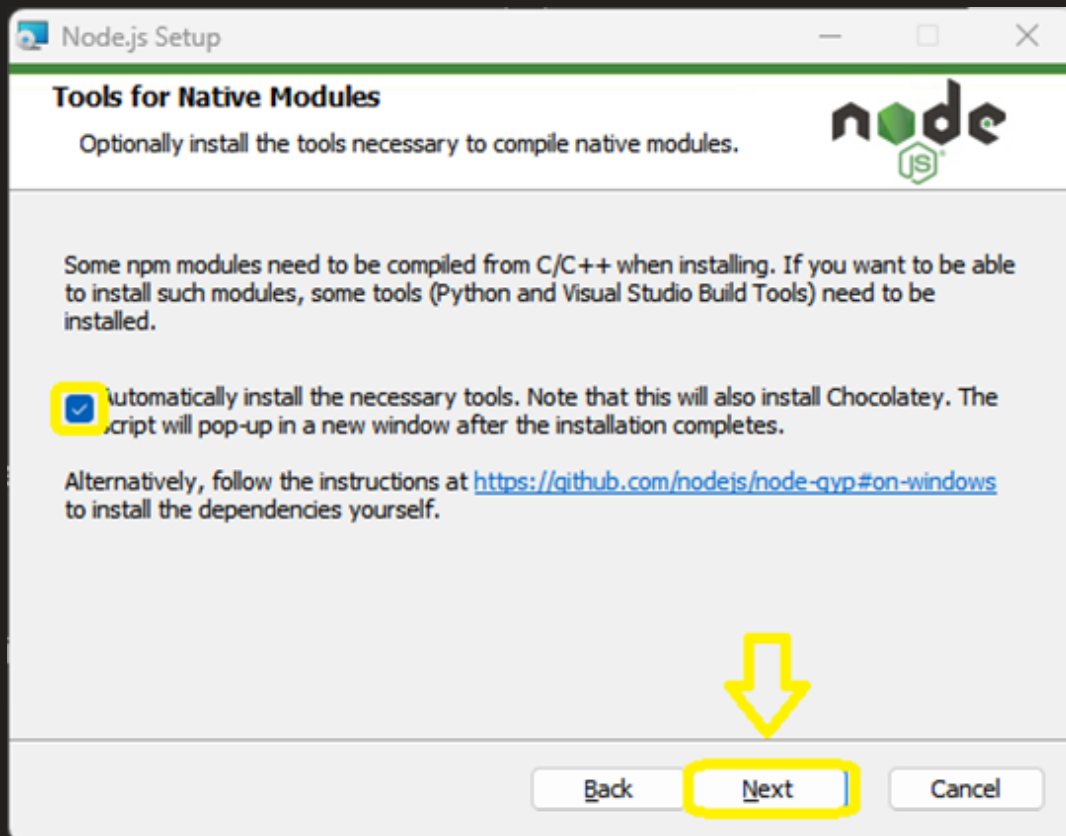 Node.js Setup
Tools for Native Modules
Optionally install the tools necessary to compile native modules.
node
JS
Some npm modules need to be compiled from C/C++ when installing. If you want to be able
to install such modules, some tools (Python and Visual Studio Build Tools) need to be
installed.
Automatically install the necessary tools. Note that this will also install Chocolatey. The
script will pop-up in a new window after the installation completes.
Alternatively, follow the instructions at https://github.com/nodejs/node-gyp#on-windows
to install the dependencies yourself.
Back Next Cancel